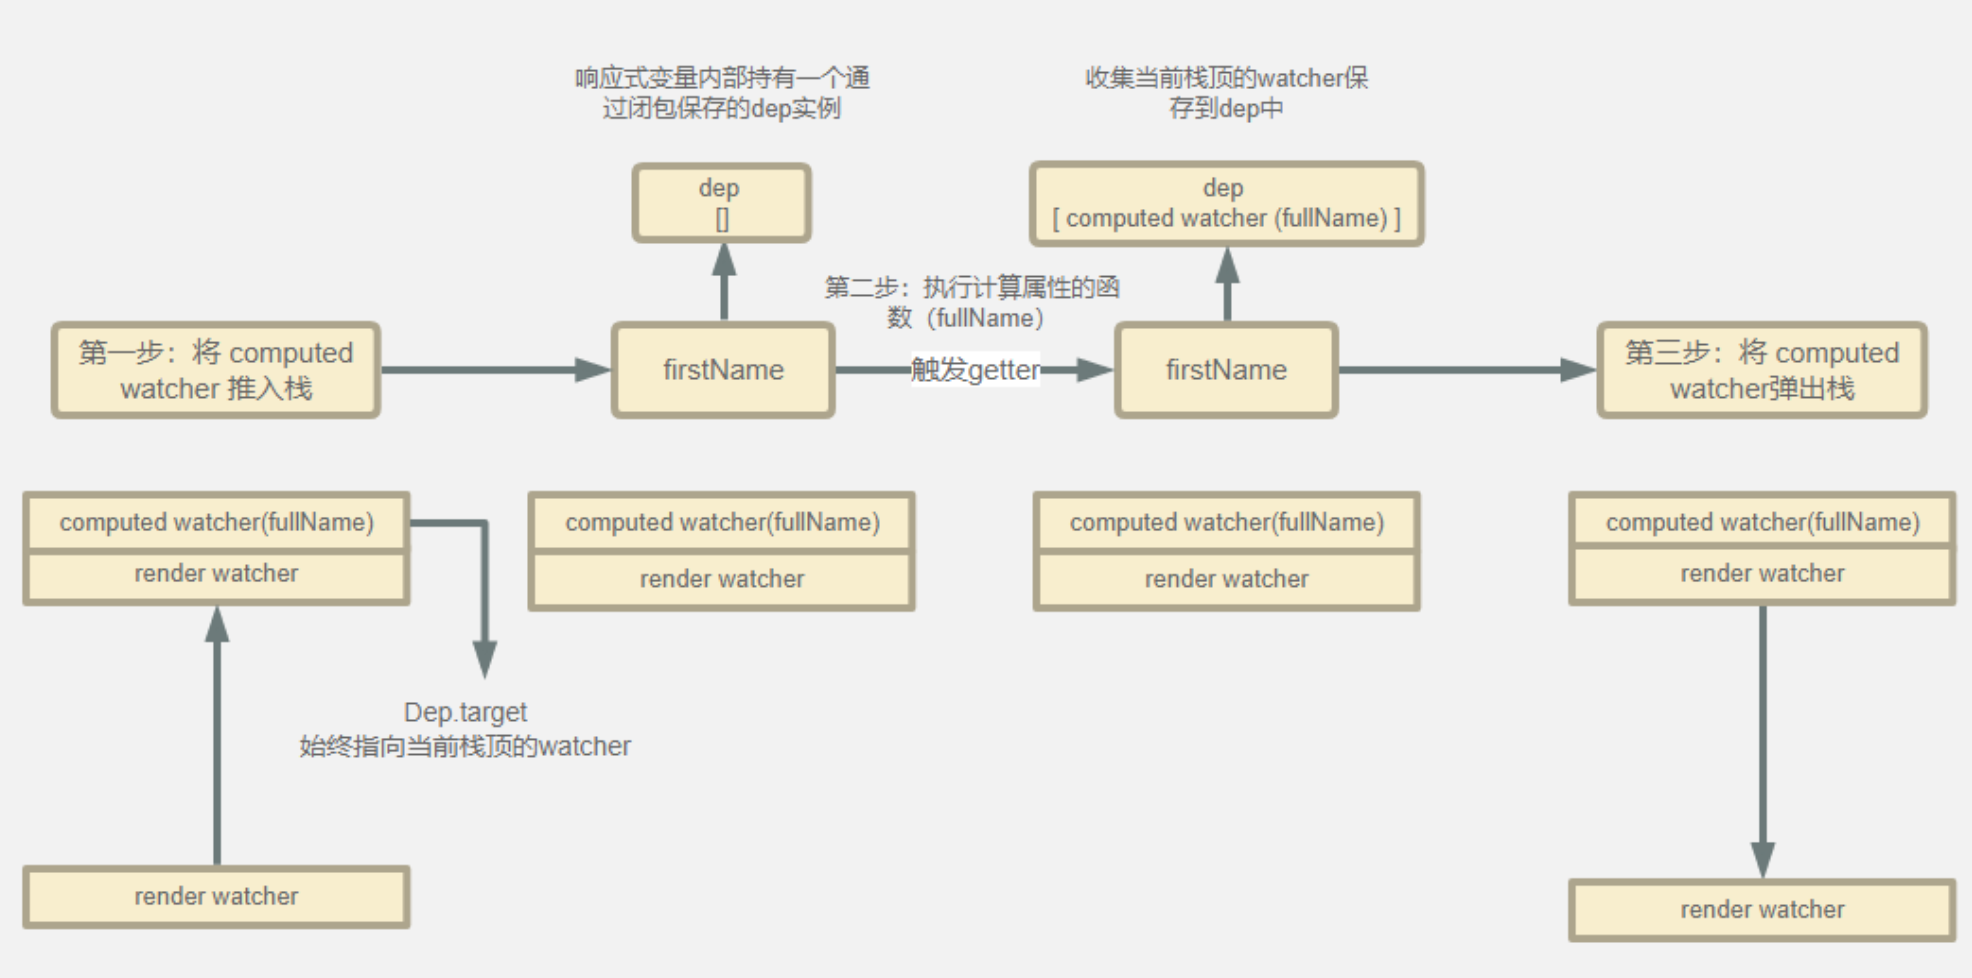 响应式变量内部持有一个通
过闭包保存的dep实例
收集当前栈顶的watcher保
存到dep中
dep
[]
dep
[ computed watcher (fullName) ]
第二步：执行计算属性的函
数（fullName）
第一步：将 computed
watcher 推入栈
firstName
触发getter
firstName
第三步：将 computed
watcher弹出栈
computed watcher(fullName)
render watcher
computed watcher(fullName)
render watcher
computed watcher(fullName)
render watcher
computed watcher(fullName)
render watcher
Dep.target
始终指向当前栈顶的watcher
render watcher
render watcher